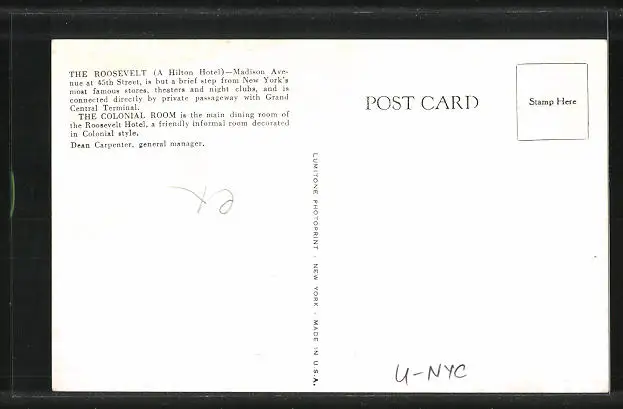 THE ROOSEVELT (A Hilton Hotel)—Madison Ave-
nue at 45th Street, is but a brief step from New York's
most famous stores, theaters and night clubs, and is
connected directly by private passageway with Grand
Central Terminal.
THE COLONIAL ROOM is the main dining room of
the Roosevelt Hotel, a friendly informal room decorated
in Colonial style.
Dean Carpenter, general manager.
LUMITONE PHOTOPRINT · NEW YORK · MADE IN U.S.A.
POST CARD
Stamp Here
U-NYC